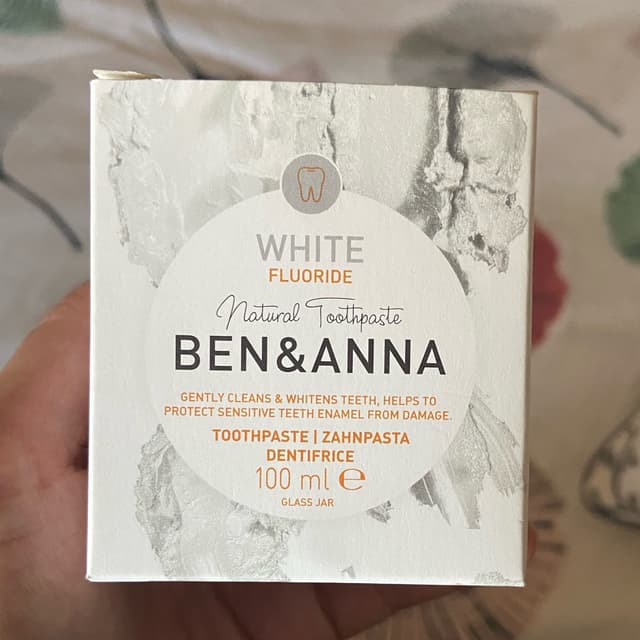 WHITE
FLUORIDE
Natural Toothpaste
BEN&ANNA
GENTLY CLEANS & WHITENS TEETH, HELPS TO
PROTECT SENSITIVE TEETH ENAMEL FROM DAMAGE.
TOOTHPASTE | ZAHNPASTA
DENTIFRICE
100 ml ℮
GLASS JAR